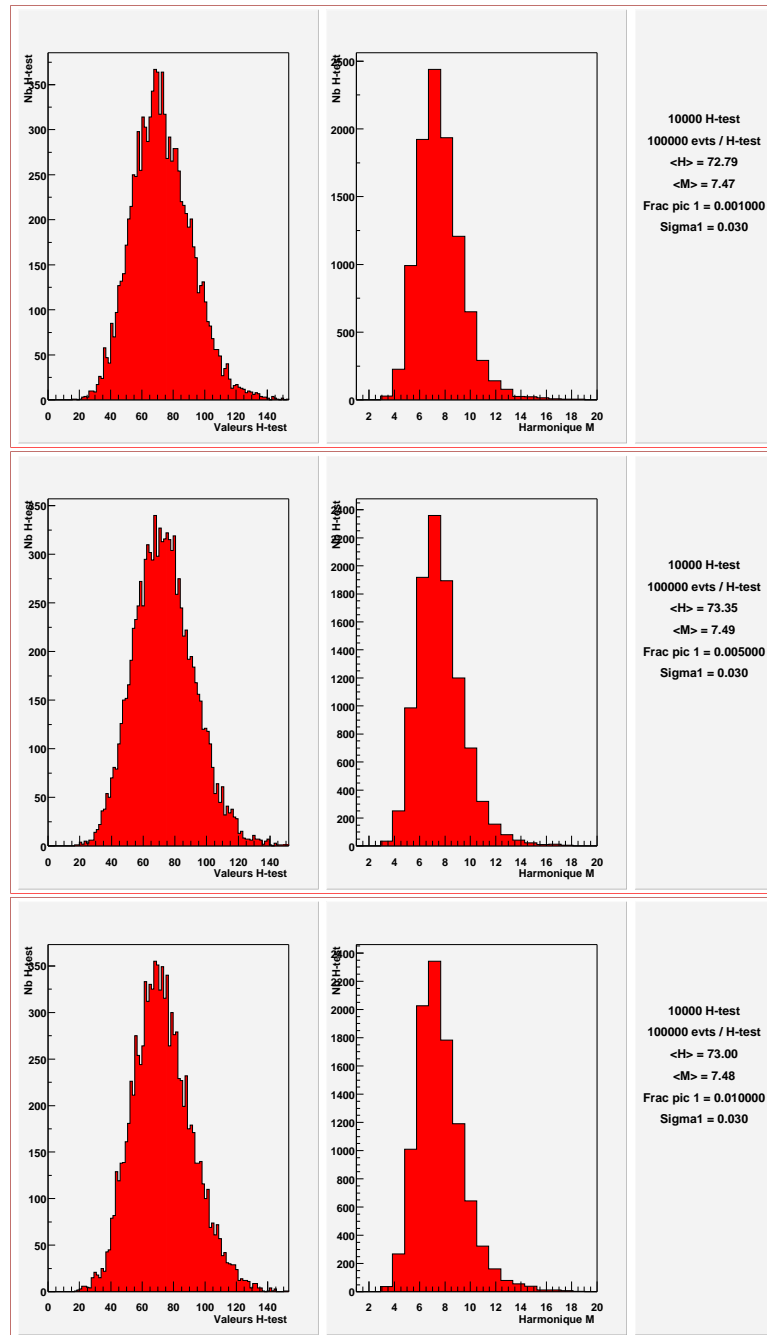 Nb H-test
350
300
250
200
150
100
50
0
0 20 40 60 80 100 120 140
Valeurs H-test
Nb H-test
2500
2000
1500
1000
500
0
2 4 6 8 10 12 14 16 18 20
Harmonique M
10000 H-test
100000 evts / H-test
<H> = 72.79
<M> = 7.47
Frac pic 1 = 0.001000
Sigma1 = 0.030
Nb H-test
350
300
250
200
150
100
50
0
0 20 40 60 80 100 120 140
Valeurs H-test
Nb H-test
2400
2200
2000
1800
1600
1400
1200
1000
800
600
400
200
0
2 4 6 8 10 12 14 16 18 20
Harmonique M
10000 H-test
100000 evts / H-test
<H> = 73.35
<M> = 7.49
Frac pic 1 = 0.005000
Sigma1 = 0.030
Nb H-test
350
300
250
200
150
100
50
0
0 20 40 60 80 100 120 140
Valeurs H-test
Nb H-test
2400
2200
2000
1800
1600
1400
1200
1000
800
600
400
200
0
2 4 6 8 10 12 14 16 18 20
Harmonique M
10000 H-test
100000 evts / H-test
<H> = 73.00
<M> = 7.48
Frac pic 1 = 0.010000
Sigma1 = 0.030